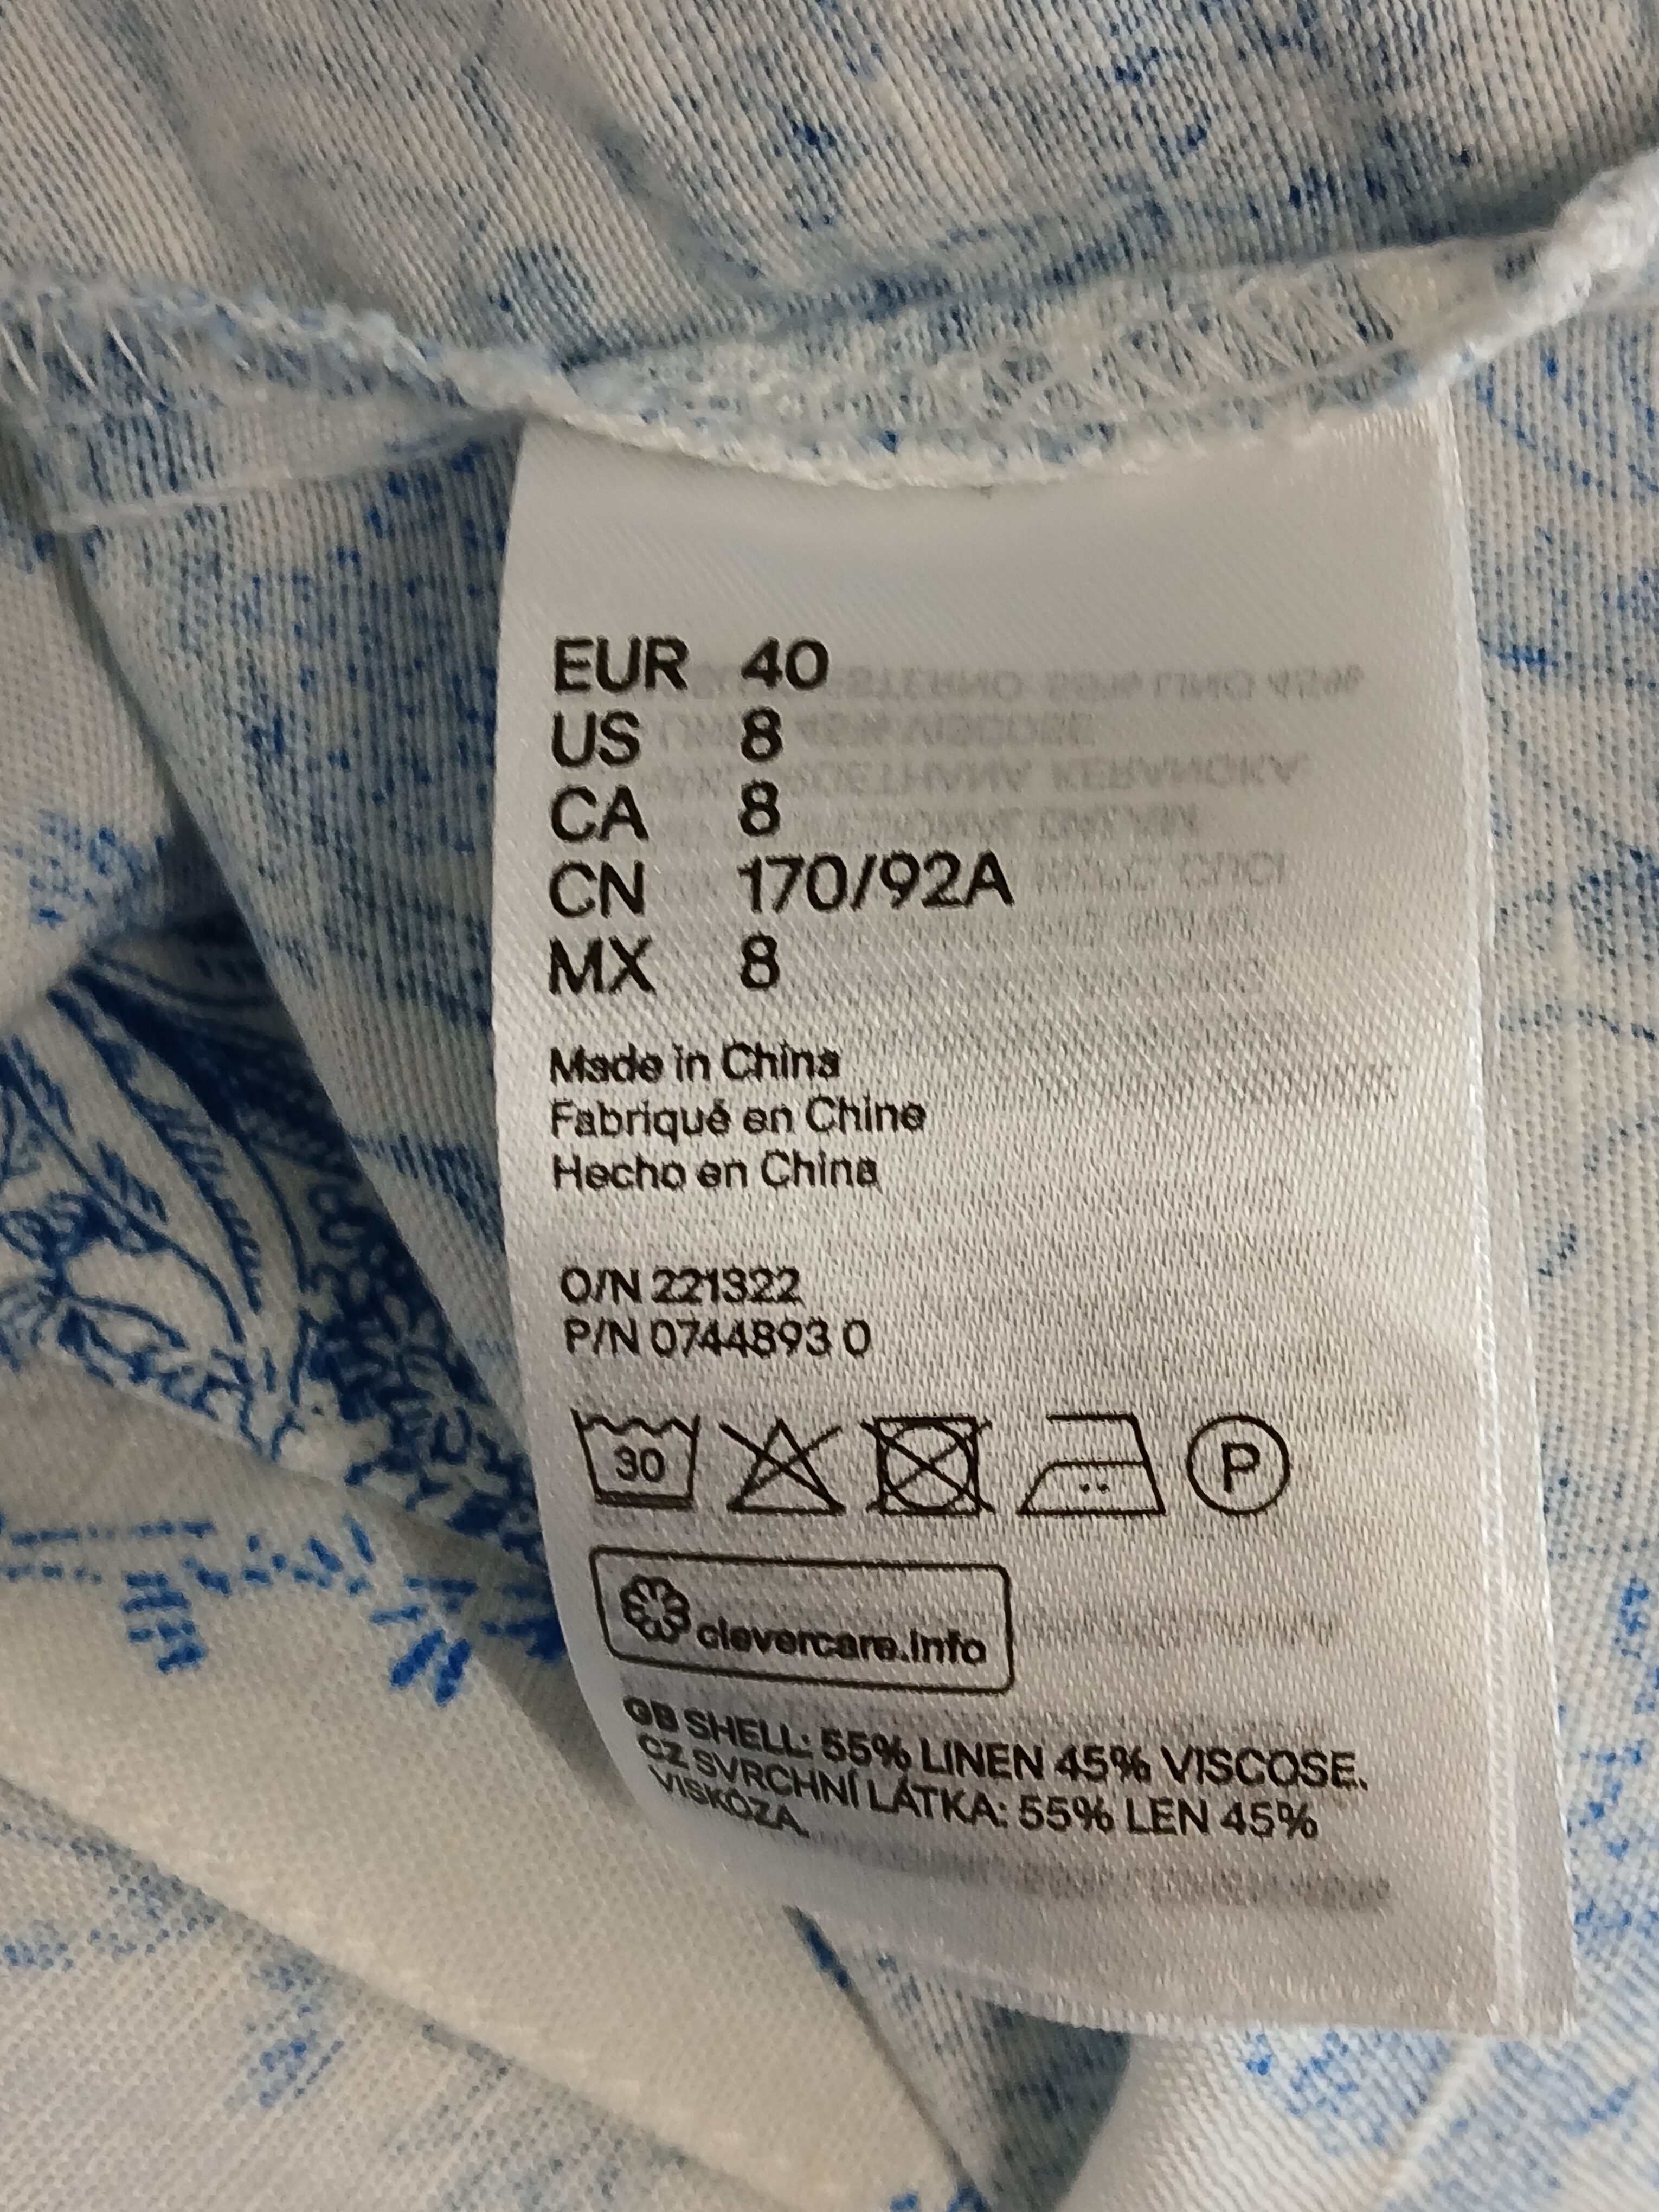 EUR 40
US 8
CA 8
CN 170/92A
MX 8
Made in China
Fabriqué en Chine
Hecho en China
O/N 221322
P/N 0744893 0
30
P
clevercare.info
GB SHELL: 55% LINEN 45% VISCOSE.
CZ SVRCHNÍ LÁTKA: 55% LEN 45%
VISKÓZA.